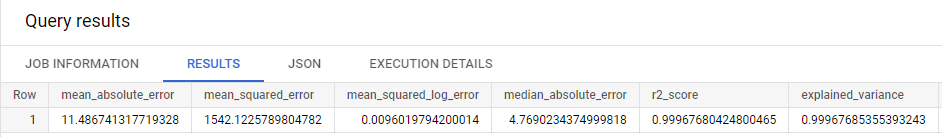 Query results
JOB INFORMATION RESULTS JSON EXECUTION DETAILS
Row mean_absolute_error mean_squared_error mean_squared_log_error median_absolute_error r2_score explained_variance
1 11.486741317719328 1542.1225789804782 0.0096019794200014 4.7690234374999818 0.99967680424800465 0.99967685355393243